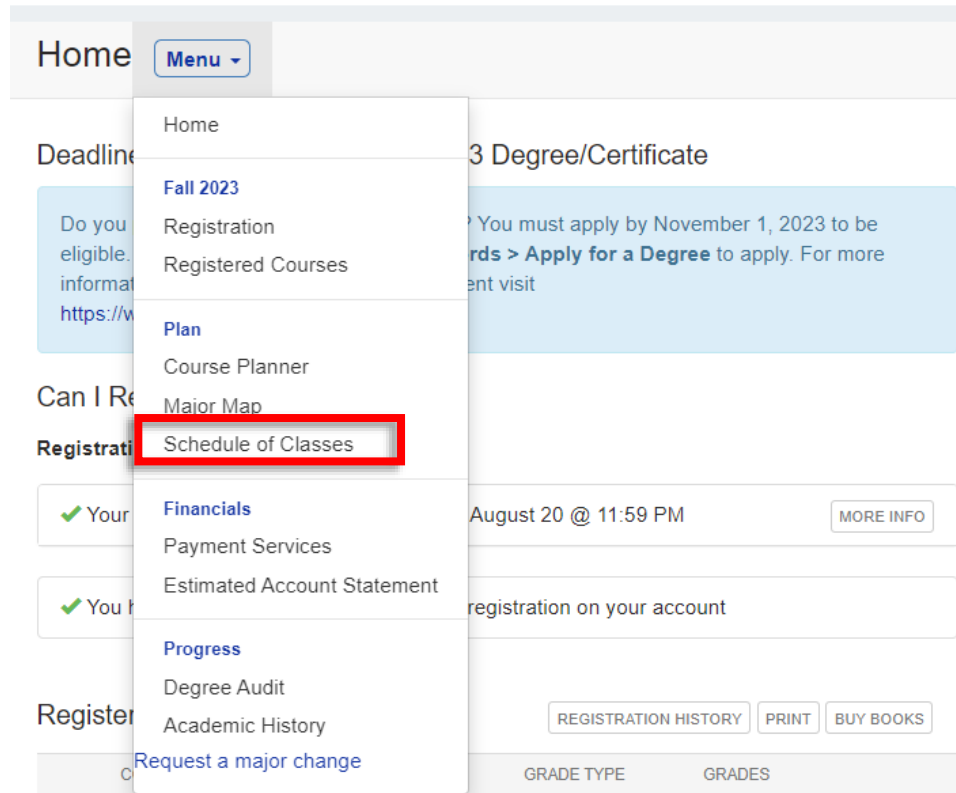 Home Menu
Home
Deadline 3 Degree/Certificate
Fall 2023
Do you ? You must apply by November 1, 2023 to be
Registration
eligible. rds > Apply for a Degree to apply. For more
Registered Courses
informat ent visit
https://w
Plan
Course Planner
Can I Re
Major Map
Registrati Schedule of Classes
Financials
Your August 20 @ 11:59 PM MORE INFO
Payment Services
Estimated Account Statement
You h registration on your account
Progress
Degree Audit
Register REGISTRATION HISTORY PRINT BUY BOOKS
Academic History
Request a major change
C GRADE TYPE GRADES